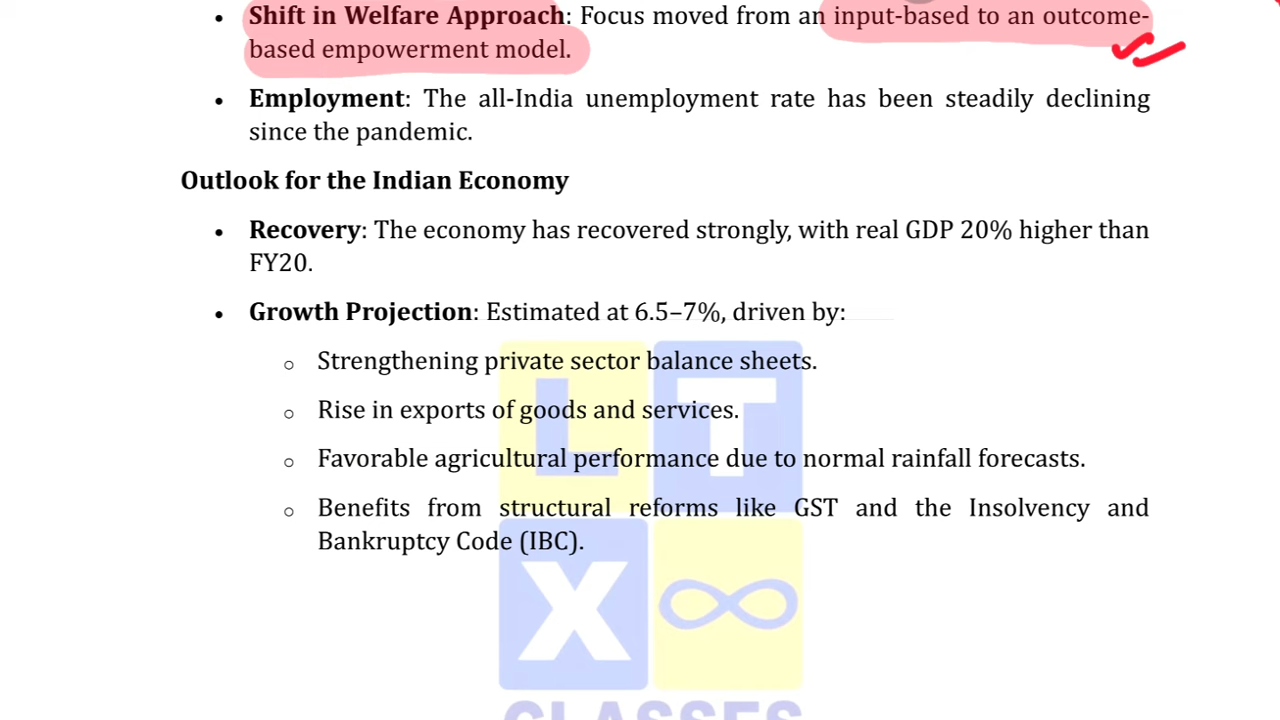 • Shift in Welfare Approach: Focus moved from an input-based to an outcome-
based empowerment model.
• Employment: The all-India unemployment rate has been steadily declining
since the pandemic.
Outlook for the Indian Economy
• Recovery: The economy has recovered strongly, with real GDP 20% higher than
FY20.
• Growth Projection: Estimated at 6.5–7%, driven by:
o Strengthening private sector balance sheets.
o Rise in exports of goods and services.
o Favorable agricultural performance due to normal rainfall forecasts.
o Benefits from structural reforms like GST and the Insolvency and
Bankruptcy Code (IBC).
L T
X ∞
CLASSES